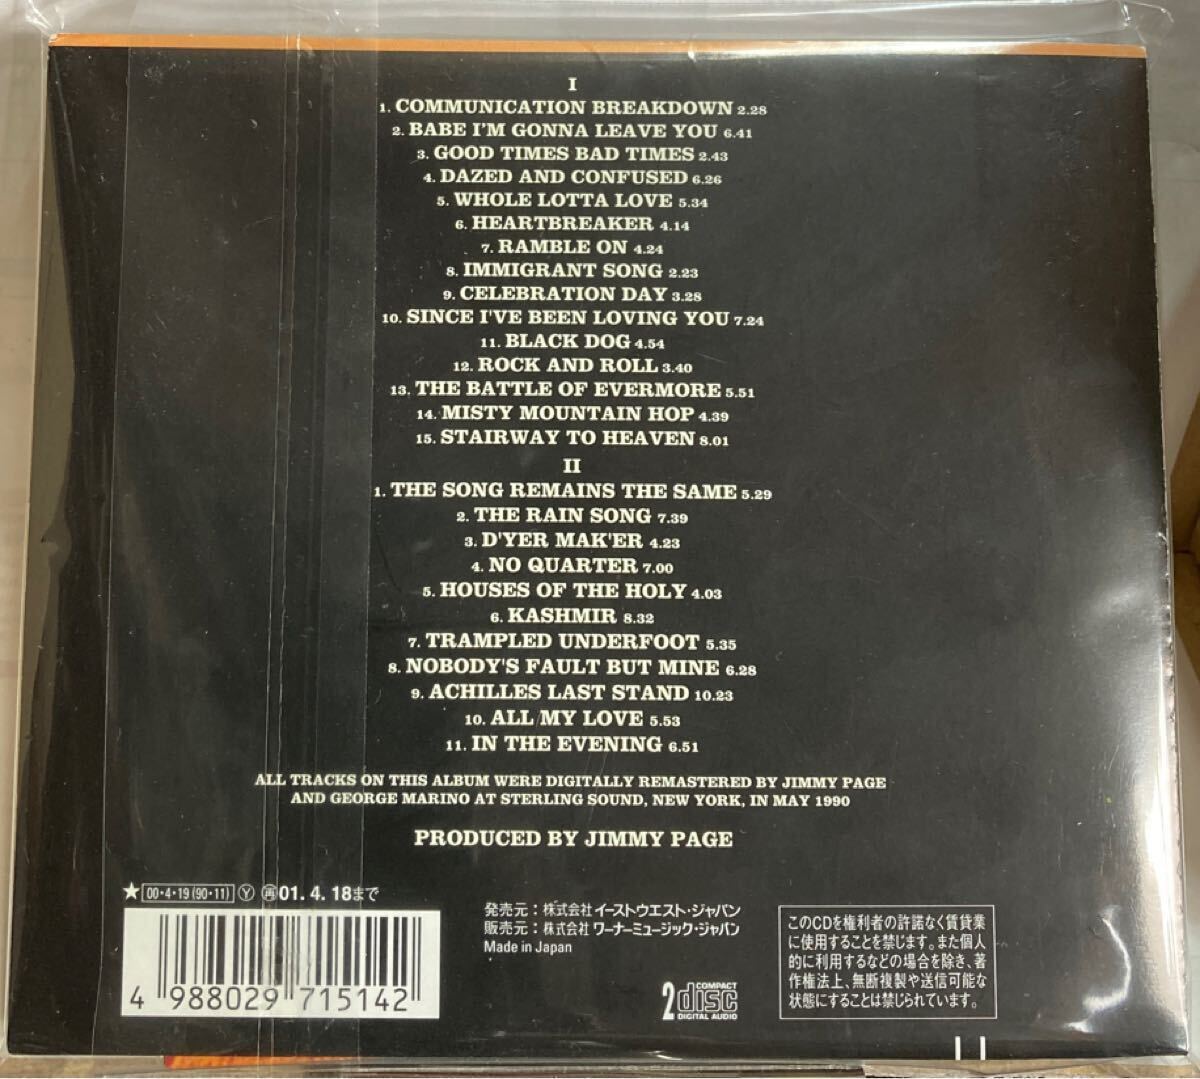 I
1. COMMUNICATION BREAKDOWN 2.28
2. BABE I'M GONNA LEAVE YOU 6.41
3. GOOD TIMES BAD TIMES 2.43
4. DAZED AND CONFUSED 6.26
5. WHOLE LOTTA LOVE 5.34
6. HEARTBREAKER 4.14
7. RAMBLE ON 4.24
8. IMMIGRANT SONG 2.23
9. CELEBRATION DAY 3.28
10. SINCE I'VE BEEN LOVING YOU 7.24
11. BLACK DOG 4.54
12. ROCK AND ROLL 3.40
13. THE BATTLE OF EVERMORE 5.51
14. MISTY MOUNTAIN HOP 4.39
15. STAIRWAY TO HEAVEN 8.01
II
1. THE SONG REMAINS THE SAME 5.29
2. THE RAIN SONG 7.39
3. D'YER MAK'ER 4.23
4. NO QUARTER 7.00
5. HOUSES OF THE HOLY 4.03
6. KASHMIR 8.32
7. TRAMPLED UNDERFOOT 5.35
8. NOBODY'S FAULT BUT MINE 6.28
9. ACHILLES LAST STAND 10.23
10. ALL MY LOVE 5.53
11. IN THE EVENING 6.51
ALL TRACKS ON THIS ALBUM WERE DIGITALLY REMASTERED BY JIMMY PAGE
AND GEORGE MARINO AT STERLING SOUND, NEW YORK, IN MAY 1990
PRODUCED BY JIMMY PAGE
★ 00・4・19 (90・11) Ⓨ ㊢01. 4. 18まで
4 988029 715142
発売元：株式会社イーストウエスト・ジャパン
販売元：株式会社 ワーナーミュージック・ジャパン
Made in Japan
2 COMPACT disc DIGITAL AUDIO
このCDを権利者の許諾なく賃貸業
に使用することを禁じます。また個人
的に利用するなどの場合を除き、著
作権法上、無断複製や送信可能な
状態にすることは禁じられています。